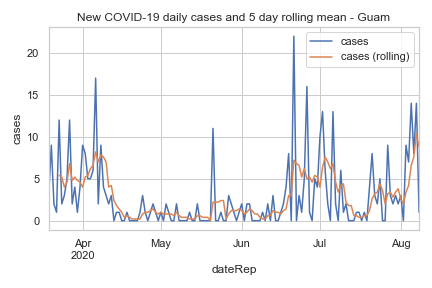 New COVID-19 daily cases and 5 day rolling mean - Guam
cases
cases (rolling)
cases
20
15
10
5
0
Apr
2020
May
Jun
Jul
Aug
dateRep